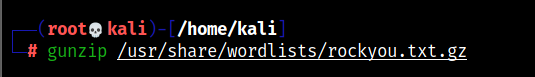 ┌──(root💀kali)-[/home/kali]
└─# gunzip /usr/share/wordlists/rockyou.txt.gz